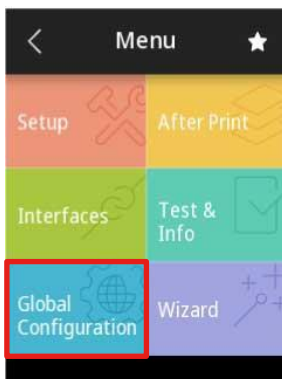 Menu
Setup
After Print
Interfaces
Test &
Info
Global
Configuration
Wizard